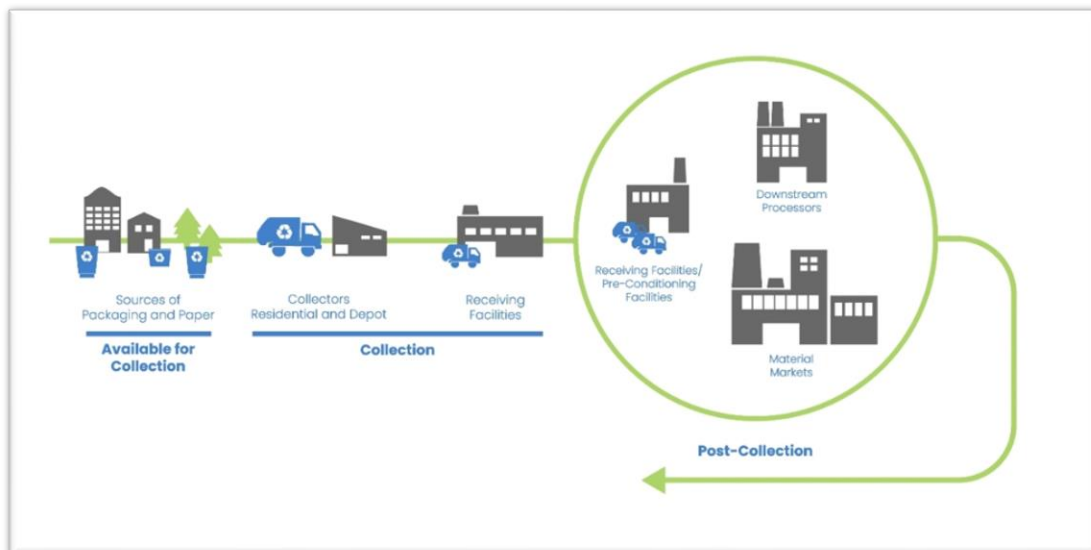 Sources of
Packaging and Paper
Available for
Collection
Collectors
Residential and Depot
Receiving
Facilities
Collection
Receiving Facilities/
Pre-Conditioning
Facilities
Downstream
Processors
Material
Markets
Post-Collection